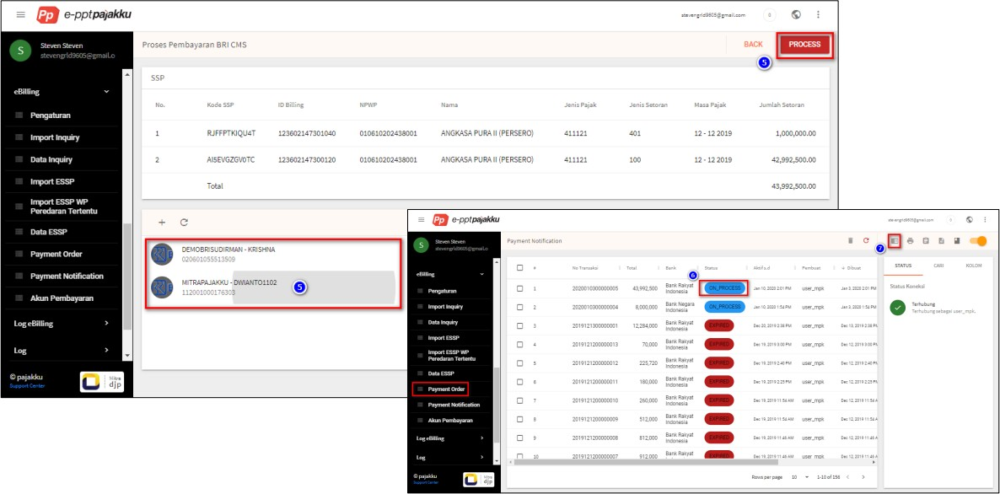 Pp e-pptpajakku
stevengrld9605@gmail.com
0
S
Steven Steven
stevengrld9605@gmail.o
eBilling
Pengaturan
Import Inquiry
Data Inquiry
Import ESSP
Import ESSP WP
Peredaran Tertentu
Data ESSP
Payment Order
Payment Notification
Akun Pembayaran
Log eBilling
Log
© pajakku
Support Center
Mitra
djp
Proses Pembayaran BRI CMS
BACK
PROCESS
5
SSP
No. Kode SSP ID Billing NPWP Nama Jenis Pajak Jenis Setoran Masa Pajak Jumlah Setoran
1 RJFFPTKIQU4T 123602147301040 010610202438001 ANGKASA PURA II (PERSERO) 411121 401 12 - 12 2019 1,000,000.00
2 AI5EVGZGV0TC 123602147300120 010610202438001 ANGKASA PURA II (PERSERO) 411121 100 12 - 12 2019 42,992,500.00
Total 43,992,500.00
DEMOBRISUDIRMAN - KRISHNA
020601055513509
MITRAPAJAKKU - DWIANTO1102
112001000176303
5
Pp e-pptpajakku
stevengrld9605@gmail.com
0
S
Steven Steven
stevengrld9605@gmail.o
eBilling
Pengaturan
Import Inquiry
Data Inquiry
Import ESSP
Import ESSP WP
Peredaran Tertentu
Data ESSP
Payment Order
Payment Notification
Akun Pembayaran
Log eBilling
Log
© pajakku
Support Center
Mitra
djp
Payment Notification
7
6
# No Transaksi Total Bank Status Aktif s.d Pembuat Dibuat
1 2020010300000005 43,992,500 Bank Rakyat Indonesia ON_PROCESS Jan 10, 2020 2:01 PM user_mpk Jan 3, 2020 2:01 PM
2 2020010300000004 8,000,000 Bank Negara Indonesia ON_PROCESS Jan 10, 2020 1:54 PM user_mpk Jan 3, 2020 1:54 PM
3 2019121300000001 12,284,000 Bank Rakyat Indonesia EXPIRED Dec 20, 2019 2:38 PM user_mpk Dec 13, 2019 2:38 PM
4 2019121200000013 70,000 Bank Rakyat Indonesia EXPIRED Dec 19, 2019 3:00 PM user_mpk Dec 12, 2019 3:00 PM
5 2019121200000012 225,720 Bank Rakyat Indonesia EXPIRED Dec 19, 2019 2:40 PM user_mpk Dec 12, 2019 2:40 PM
6 2019121200000011 180,000 Bank Rakyat Indonesia EXPIRED Dec 19, 2019 2:25 PM user_mpk Dec 12, 2019 2:25 PM
7 2019121200000010 260,000 Bank Rakyat Indonesia EXPIRED Dec 19, 2019 11:54 AM user_mpk Dec 12, 2019 11:54 A
8 2019121200000009 512,000 Bank Rakyat Indonesia EXPIRED Dec 19, 2019 11:54 AM user_mpk Dec 12, 2019 11:54 A
9 2019121200000008 812,000 Bank Rakyat Indonesia EXPIRED Dec 19, 2019 11:45 AM user_mpk Dec 12, 2019 11:45 A
10 2019121200000007 912,000 Bank Rakyat EXPIRED Dec 19, 2019 11:45 AM user_mpk Dec 12, 2019 11:45 A
Rows per page 10 1-10 of 156
STATUS CARI KOLOM
Status Koneksi
Terhubung
Terhubung sebagai user_mpk.